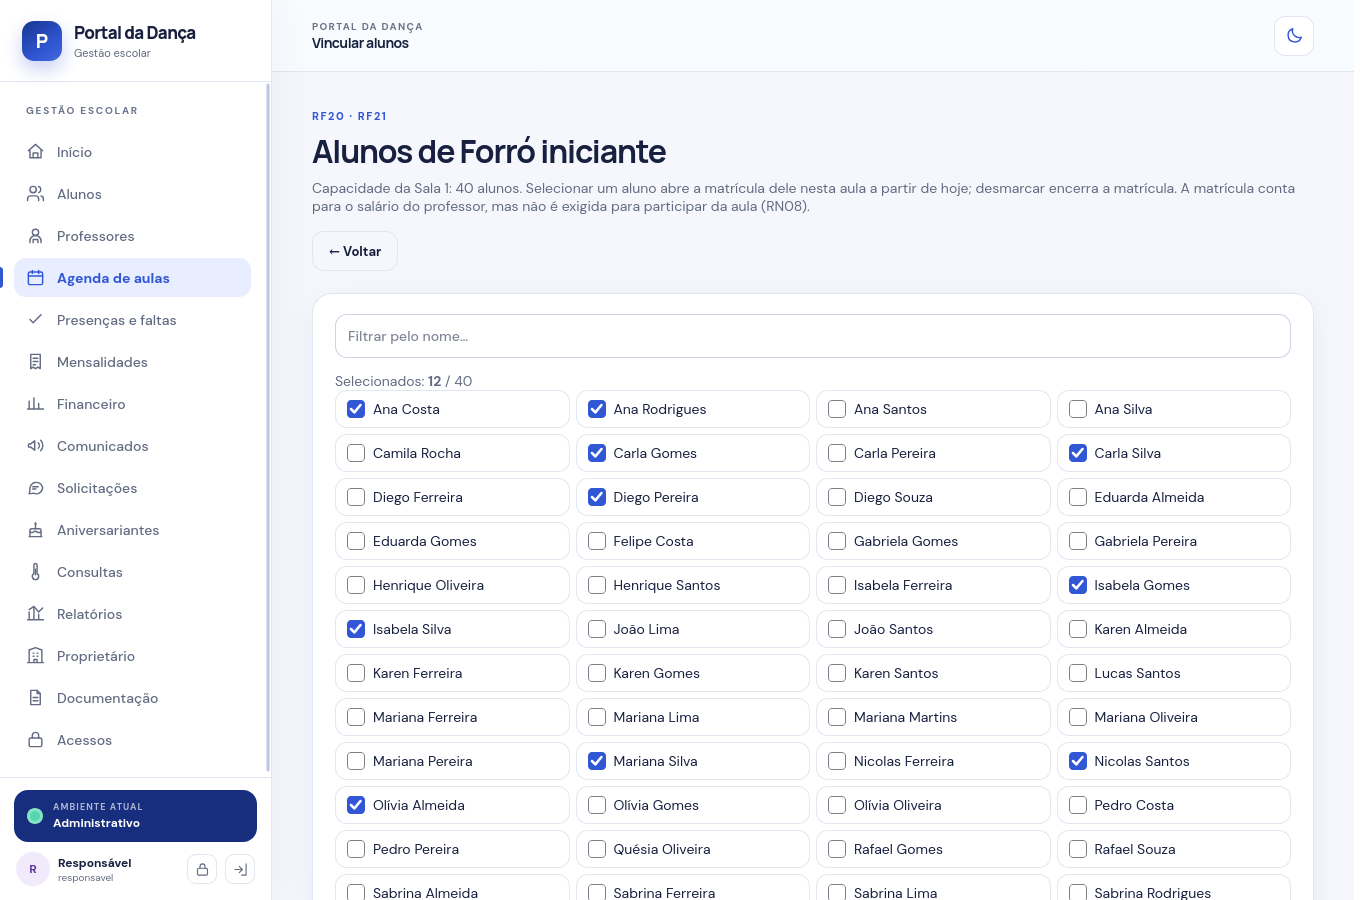 P
Portal da Dança
Gestão escolar
GESTÃO ESCOLAR
Início
Alunos
Professores
Agenda de aulas
Presenças e faltas
Mensalidades
Financeiro
Comunicados
Solicitações
Aniversariantes
Consultas
Relatórios
Proprietário
Documentação
Acessos
AMBIENTE ATUAL
Administrativo
R
Responsável
responsavel
PORTAL DA DANÇA
Vincular alunos
RF20 · RF21
Alunos de Forró iniciante
Capacidade da Sala 1: 40 alunos. Selecionar um aluno abre a matrícula dele nesta aula a partir de hoje; desmarcar encerra a matrícula. A matrícula conta
para o salário do professor, mas não é exigida para participar da aula (RN08).
← Voltar
Filtrar pelo nome...
Selecionados: 12 / 40
Ana Costa Ana Rodrigues Ana Santos Ana Silva
Camila Rocha Carla Gomes Carla Pereira Carla Silva
Diego Ferreira Diego Pereira Diego Souza Eduarda Almeida
Eduarda Gomes Felipe Costa Gabriela Gomes Gabriela Pereira
Henrique Oliveira Henrique Santos Isabela Ferreira Isabela Gomes
Isabela Silva João Lima João Santos Karen Almeida
Karen Ferreira Karen Gomes Karen Santos Lucas Santos
Mariana Ferreira Mariana Lima Mariana Martins Mariana Oliveira
Mariana Pereira Mariana Silva Nicolas Ferreira Nicolas Santos
Olívia Almeida Olívia Gomes Olívia Oliveira Pedro Costa
Pedro Pereira Quésia Oliveira Rafael Gomes Rafael Souza
Sabrina Almeida Sabrina Ferreira Sabrina Lima Sabrina Rodrigues